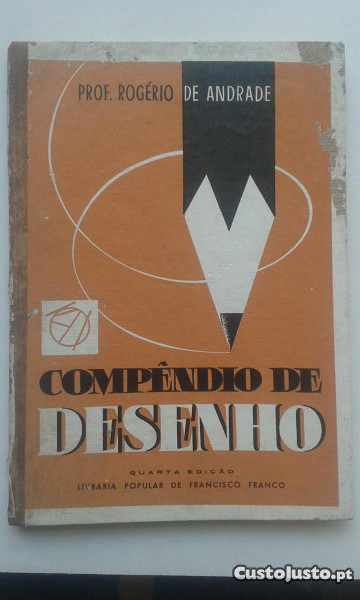 PROF. ROGÉRIO DE ANDRADE
COMPÊNDIO DE
DESENHO
QUARTA EDIÇÃO
LIVRARIA POPULAR DE FRANCISCO FRANCO
CustoJusto.pt